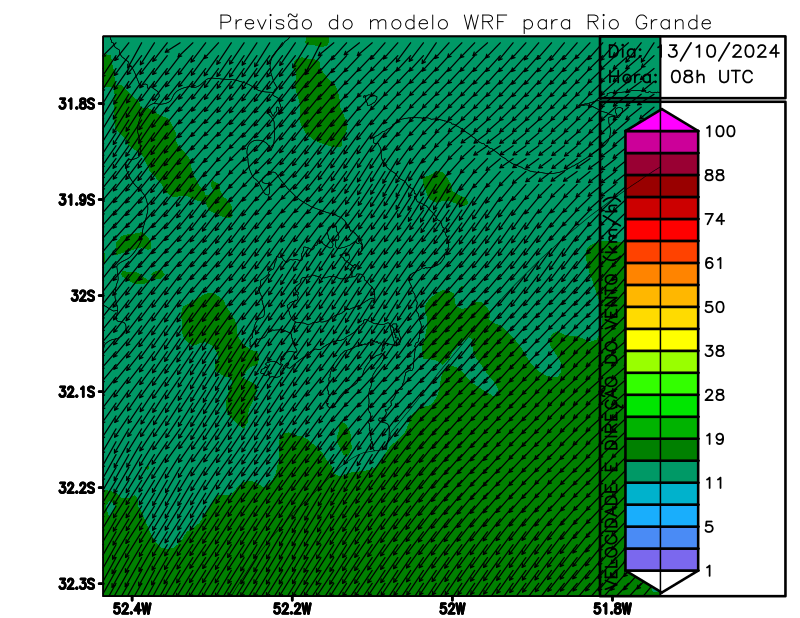 Previsão do modelo WRF para Rio Grande
Dia: 13/10/2024
Hora: 08h UTC
31.8S
31.9S
32S
32.1S
32.2S
32.3S
52.4W
52.2W
52W
51.8W
VELOCIDADE E DIREÇÃO DO VENTO (km/h)
100
88
74
61
50
38
28
19
11
5
1